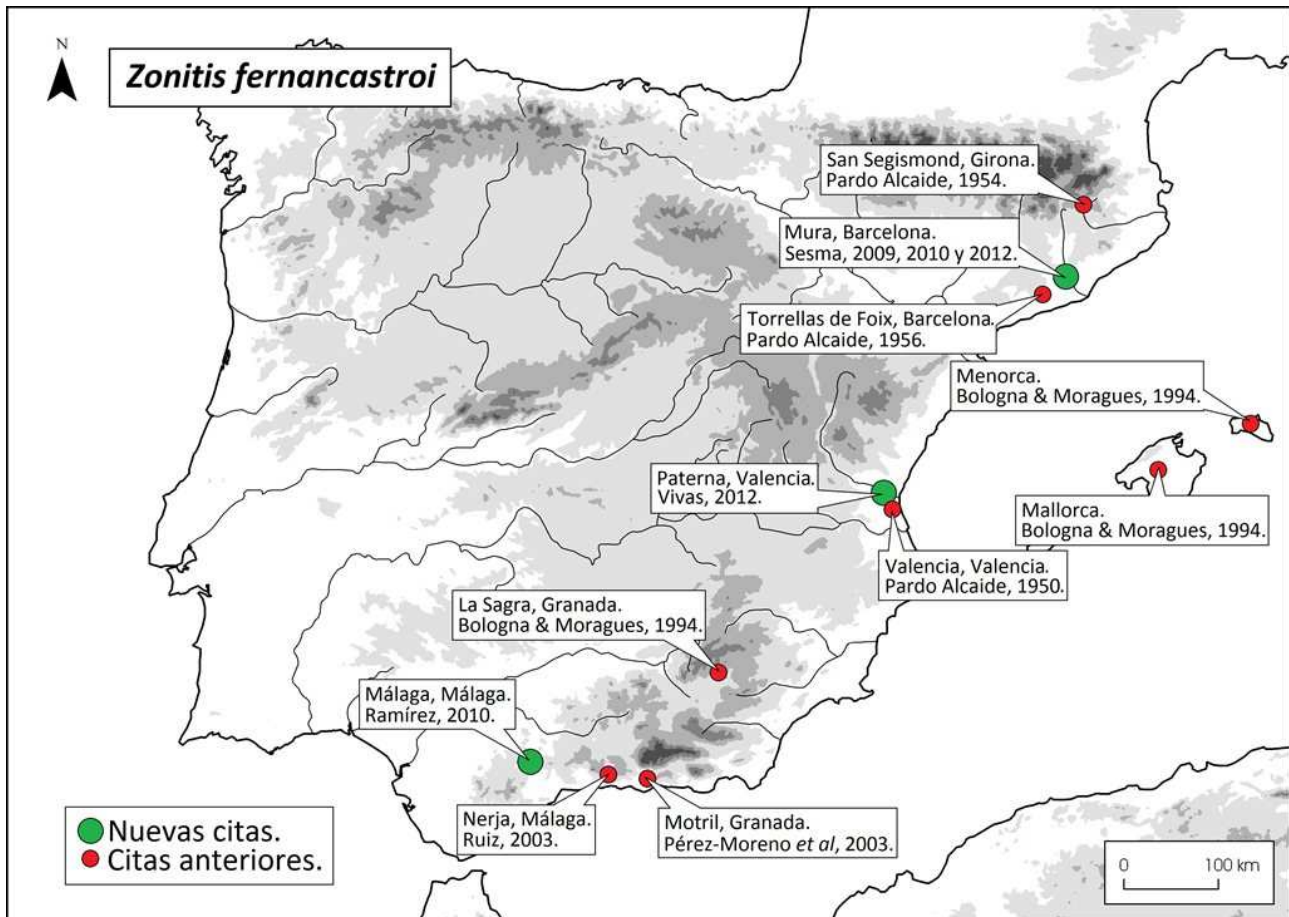 N
Zonitis fernancastroi
San Segismond, Girona.
Pardo Alcaide, 1954.
Mura, Barcelona.
Sesma, 2009, 2010 y 2012.
Torrellas de Foix, Barcelona.
Pardo Alcaide, 1956.
Menorca.
Bologna & Moragues, 1994.
Paterna, Valencia.
Vivas, 2012.
Mallorca.
Bologna & Moragues, 1994.
Valencia, Valencia.
Pardo Alcaide, 1950.
La Sagra, Granada.
Bologna & Moragues, 1994.
Málaga, Málaga.
Ramírez, 2010.
Nerja, Málaga.
Ruiz, 2003.
Motril, Granada.
Pérez-Moreno et al, 2003.
Nuevas citas.
Citas anteriores.
0 100 km